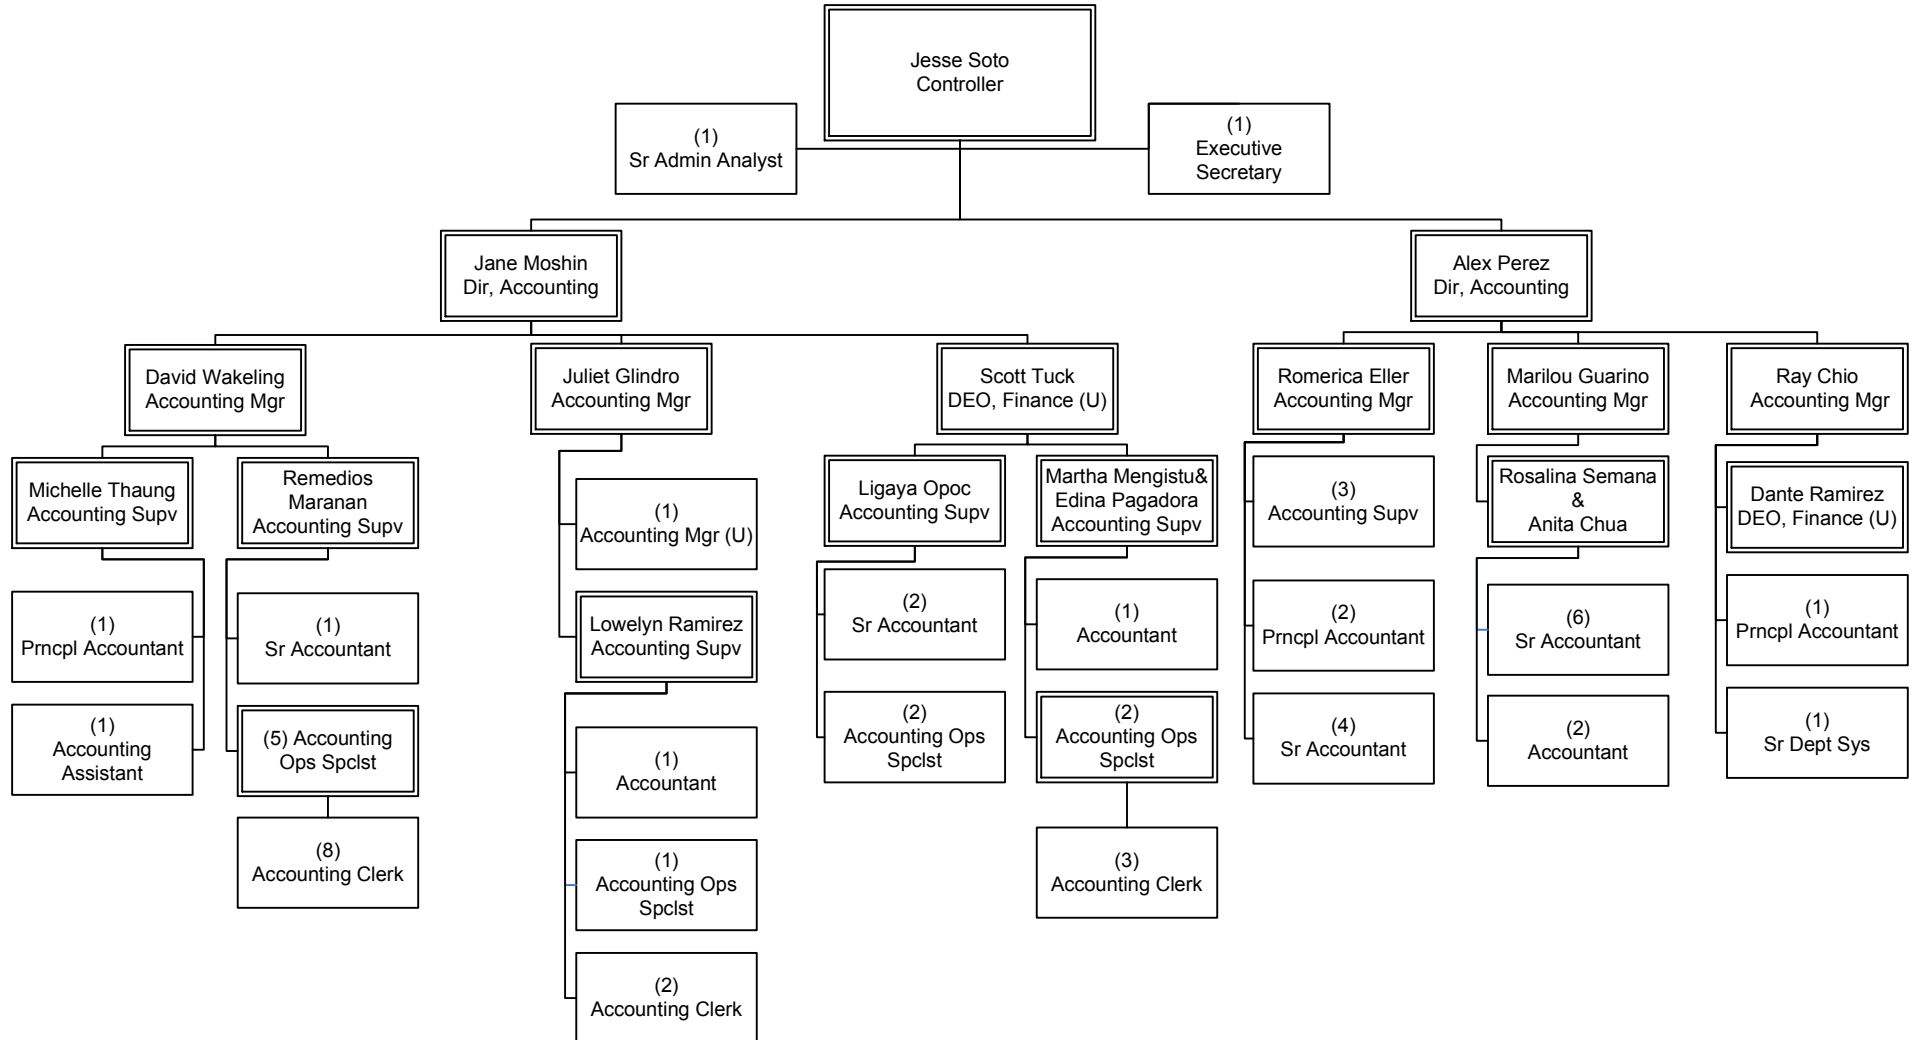 Jesse Soto
Controller
(1)
Sr Admin Analyst
(1)
Executive
Secretary
Jane Moshin
Dir, Accounting
Alex Perez
Dir, Accounting
David Wakeling
Accounting Mgr
Juliet Glindro
Accounting Mgr
Scott Tuck
DEO, Finance (U)
Romerica Eller
Accounting Mgr
Marilou Guarino
Accounting Mgr
Ray Chio
Accounting Mgr
Michelle Thaung
Accounting Supv
Remedios
Maranan
Accounting Supv
(1)
Accounting Mgr (U)
Ligaya Opoc
Accounting Supv
Martha Mengistu&
Edina Pagadora
Accounting Supv
(3)
Accounting Supv
Rosalina Semana
&
Anita Chua
Dante Ramirez
DEO, Finance (U)
(1)
Prncpl Accountant
(1)
Sr Accountant
Lowelyn Ramirez
Accounting Supv
(2)
Sr Accountant
(1)
Accountant
(2)
Prncpl Accountant
(6)
Sr Accountant
(1)
Prncpl Accountant
(1)
Accounting
Assistant
(5) Accounting
Ops Spclst
(1)
Accountant
(2)
Accounting Ops
Spclst
(2)
Accounting Ops
Spclst
(4)
Sr Accountant
(2)
Accountant
(1)
Sr Dept Sys
(8)
Accounting Clerk
(1)
Accounting Ops
Spclst
(3)
Accounting Clerk
(2)
Accounting Clerk